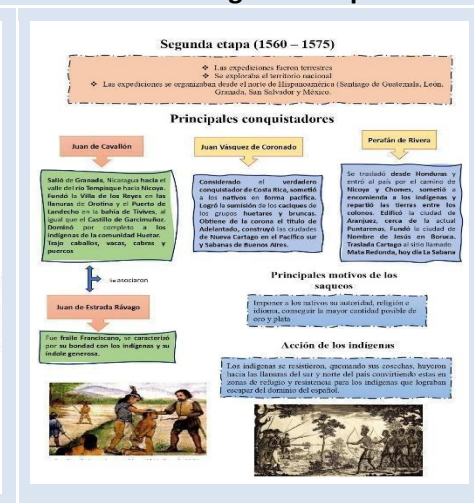 Segunda etapa (1560 – 1575)
❖ Las expediciones fueron terrestres
❖ Se exploraba el territorio nacional
❖ Las expediciones se organizaban desde el norte de Hispanoamérica (Santiago de Guatemala, León,
Granada, San Salvador y México.
Principales conquistadores
Juan de Cavallón
Salió de Granada, Nicaragua hacia el
valle del río Tempisque hacia Nicoya.
Fundó la Villa de los Reyes en las
llanuras de Orotina y el Puerto de
Landecho en la bahía de Tivives, al
igual que el Castillo de Garcimuñoz.
Dominó por completo a los
indígenas de la comunidad Huetar.
Trajo caballos, vacas, cabras y
puercos
Se asociaron
Juan de Estrada Rávago
Fue fraile Franciscano, se caracterizó
por su bondad con los indígenas y su
índole generosa.
Juan Vásquez de Coronado
Considerado el verdadero
conquistador de Costa Rica, sometió
a los nativos en forma pacífica.
Logró la sumisión de los caciques de
los grupos huetares y bruncas.
Obtiene de la corona el título de
Adelantado, construyó las ciudades
de Nueva Cartago en el Pacífico sur
y Sabanas de Buenos Aires.
Perafán de Rivera
Se trasladó desde Honduras y
entró al país por el camino de
Nicoya y Chomes, sometió a
encomienda a los indígenas y
repartió las tierras entre los
colonos. Edificó la ciudad de
Aranjuez, cerca de la actual
Puntarenas. Fundó la ciudad de
Nombre de Jesús en Boruca.
Traslada Cartago al sitio llamado
Mata Redonda, hoy día La Sabana
Principales motivos de los
saqueos
Imponer a los nativos su autoridad, religión e
idioma, conseguir la mayor cantidad posible de
oro y plata
Acción de los indígenas
Los indígenas se resistieron, quemando sus cosechas, huyeron
hacia las llanuras del sur y norte del país convirtiendo estas en
zonas de refugio y resistencia para los indígenas que lograban
escapar del dominio del español.